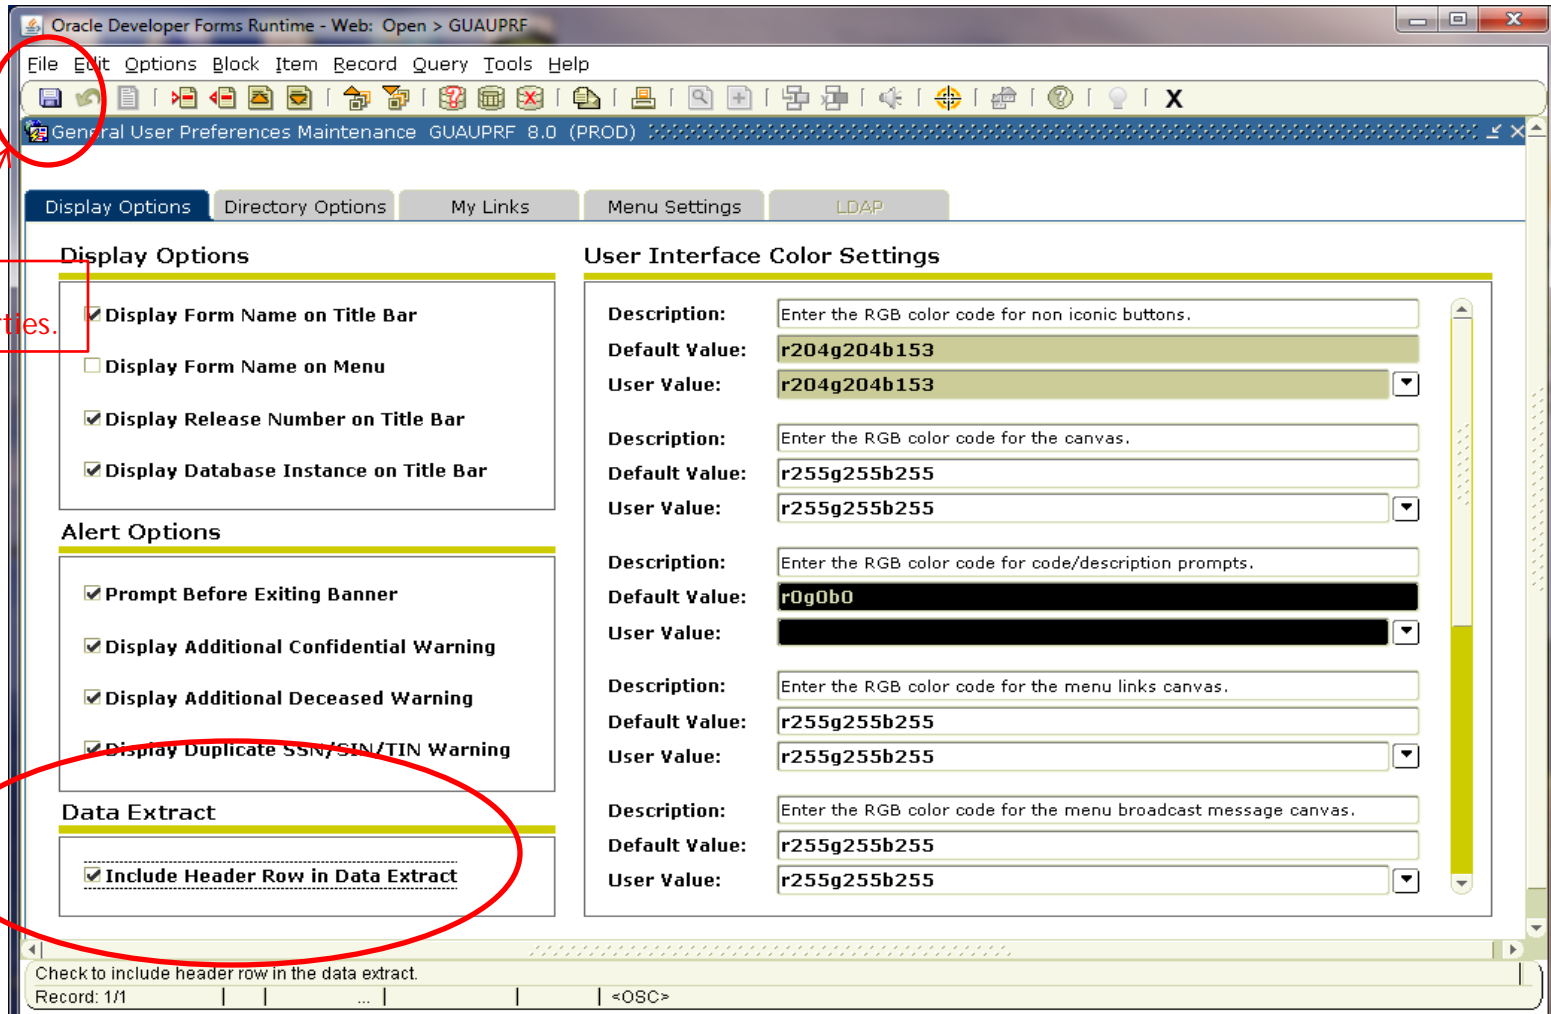 Oracle Developer Forms Runtime - Web: Open > GUAUPRF
File Edit Options Block Item Record Query Tools Help
General User Preferences Maintenance GUAUPRF 8.0 (PROD)
Display Options Directory Options My Links Menu Settings LDAP
Display Options
ties.
Display Form Name on Title Bar
Display Form Name on Menu
Display Release Number on Title Bar
Display Database Instance on Title Bar
Alert Options
Prompt Before Exiting Banner
Display Additional Confidential Warning
Display Additional Deceased Warning
Display Duplicate SSN/SIN/TIN Warning
Data Extract
Include Header Row in Data Extract
User Interface Color Settings
Description: Enter the RGB color code for non iconic buttons.
Default Value: r204g204b153
User Value: r204g204b153
Description: Enter the RGB color code for the canvas.
Default Value: r255g255b255
User Value: r255g255b255
Description: Enter the RGB color code for code/description prompts.
Default Value: r0g0b0
User Value:
Description: Enter the RGB color code for the menu links canvas.
Default Value: r255g255b255
User Value: r255g255b255
Description: Enter the RGB color code for the menu broadcast message canvas.
Default Value: r255g255b255
User Value: r255g255b255
Check to include header row in the data extract.
Record: 1/1 ... <OSC>